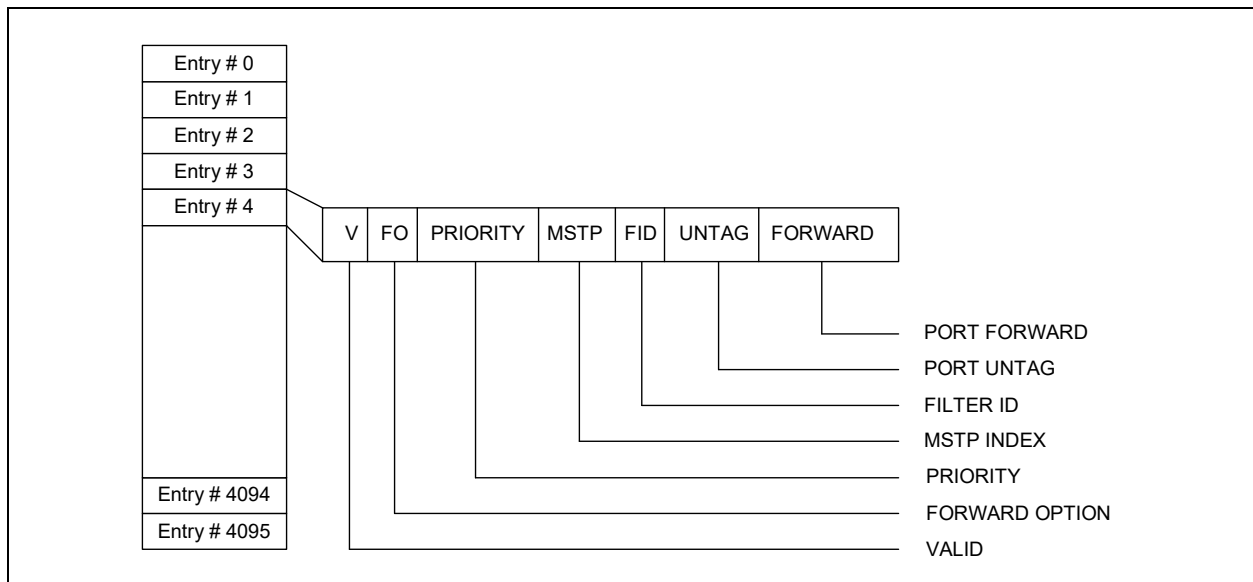 Entry # 0
Entry # 1
Entry # 2
Entry # 3
Entry # 4
V FO PRIORITY MSTP FID UNTAG FORWARD
PORT FORWARD
PORT UNTAG
FILTER ID
MSTP INDEX
PRIORITY
FORWARD OPTION
VALID
Entry # 4094
Entry # 4095